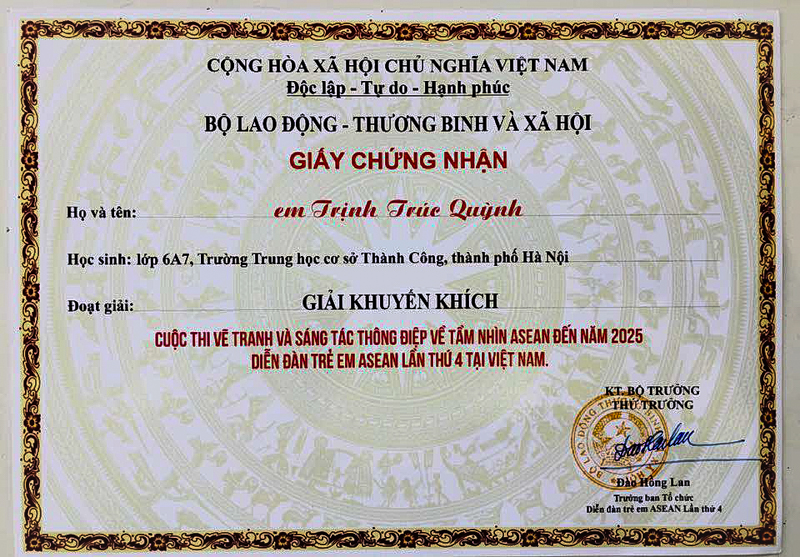 CỘNG HÒA XÃ HỘI CHỦ NGHĨA VIỆT NAM
Độc lập - Tự do - Hạnh phúc
BỘ LAO ĐỘNG - THƯƠNG BINH VÀ XÃ HỘI
GIẤY CHỨNG NHẬN
Họ và tên: em Trịnh Trúc Quỳnh
Học sinh: lớp 6A7, Trường Trung học cơ sở Thành Công, thành phố Hà Nội
Đoạt giải: GIẢI KHUYẾN KHÍCH
CUỘC THI VẼ TRANH VÀ SÁNG TÁC THÔNG ĐIỆP VỀ TẦM NHÌN ASEAN ĐẾN NĂM 2025
DIỄN ĐÀN TRẺ EM ASEAN LẦN THỨ 4 TẠI VIỆT NAM.
KT. BỘ TRƯỞNG
THỨ TRƯỞNG
Đào Hồng Lan
Trưởng ban Tổ chức
Diễn đàn trẻ em ASEAN Lần thứ 4